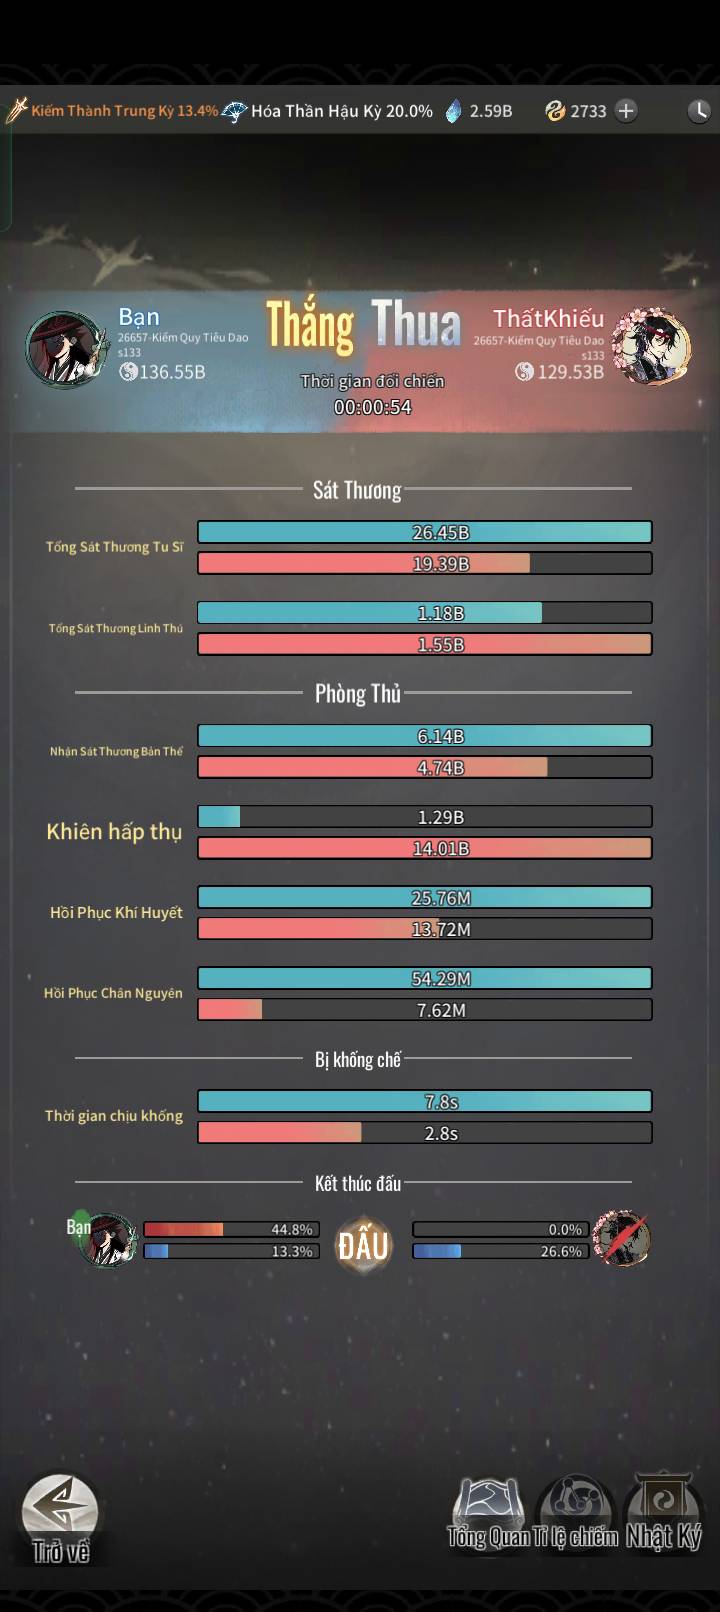 Kiếm Thành Trung Kỳ 13.4% Hóa Thần Hậu Kỳ 20.0% 2.59B 2733
Bạn
26657-Kiếm Quy Tiêu Dao
s133
136.55B
Thắng Thua
Thời gian đối chiến
00:00:54
ThấtKhiếu
26657-Kiếm Quy Tiêu Dao
s133
129.53B
Sát Thương
Tổng Sát Thương Tu Sĩ
26.45B
19.39B
Tổng Sát Thương Linh Thú
1.18B
1.55B
Phòng Thủ
Nhận Sát Thương Bản Thể
6.14B
4.74B
Khiên hấp thụ
1.29B
14.01B
Hồi Phục Khí Huyết
25.76M
13.72M
Hồi Phục Chân Nguyên
54.29M
7.62M
Bị khống chế
Thời gian chịu khống
7.8s
2.8s
Kết thúc đấu
Bạn
44.8%
13.3%
ĐẤU
0.0%
26.6%
Trở về
Tổng Quan Tỉ lệ chiếm Nhật Ký